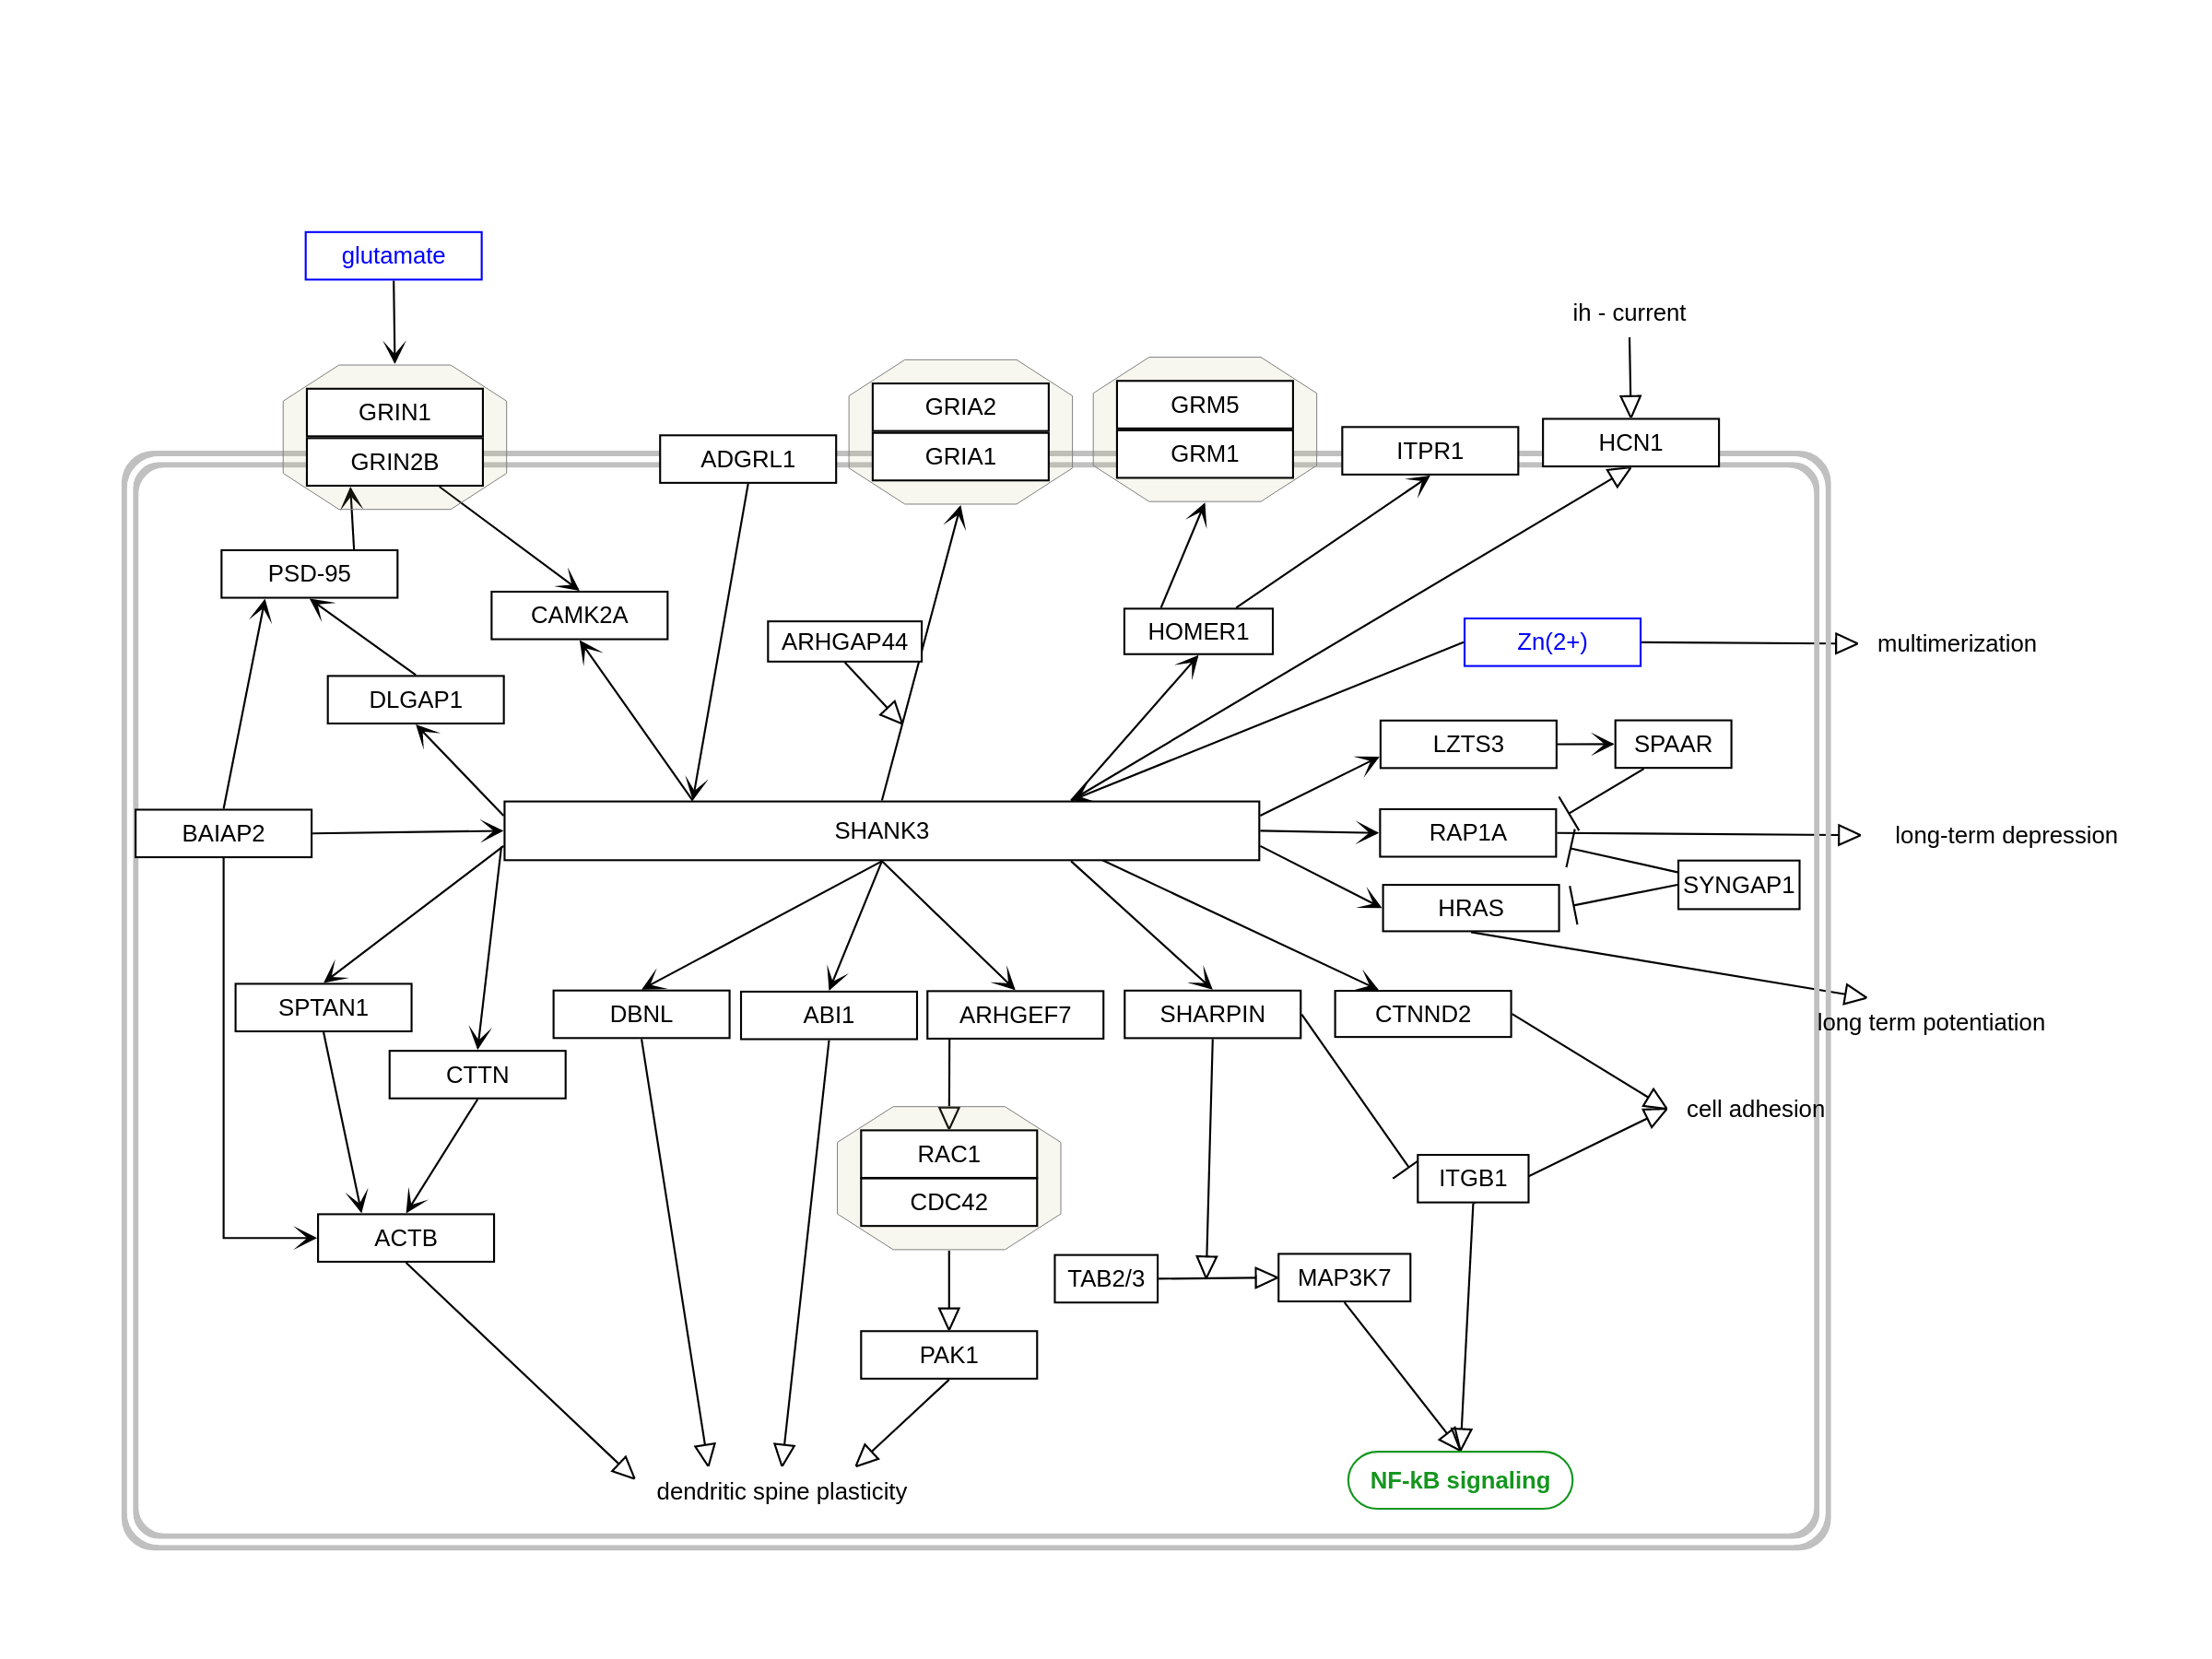 glutamate
ih - current
GRIN1
GRIN2B
ADGRL1
GRIA2
GRIA1
GRM5
GRM1
ITPR1
HCN1
PSD-95
CAMK2A
ARHGAP44
HOMER1
Zn(2+)
multimerization
DLGAP1
LZTS3
SPAAR
BAIAP2
SHANK3
RAP1A
long-term depression
SYNGAP1
HRAS
SPTAN1
DBNL
ABI1
ARHGEF7
SHARPIN
CTNND2
long term potentiation
CTTN
cell adhesion
RAC1
CDC42
ITGB1
ACTB
TAB2/3
MAP3K7
PAK1
dendritic spine plasticity
NF-kB signaling